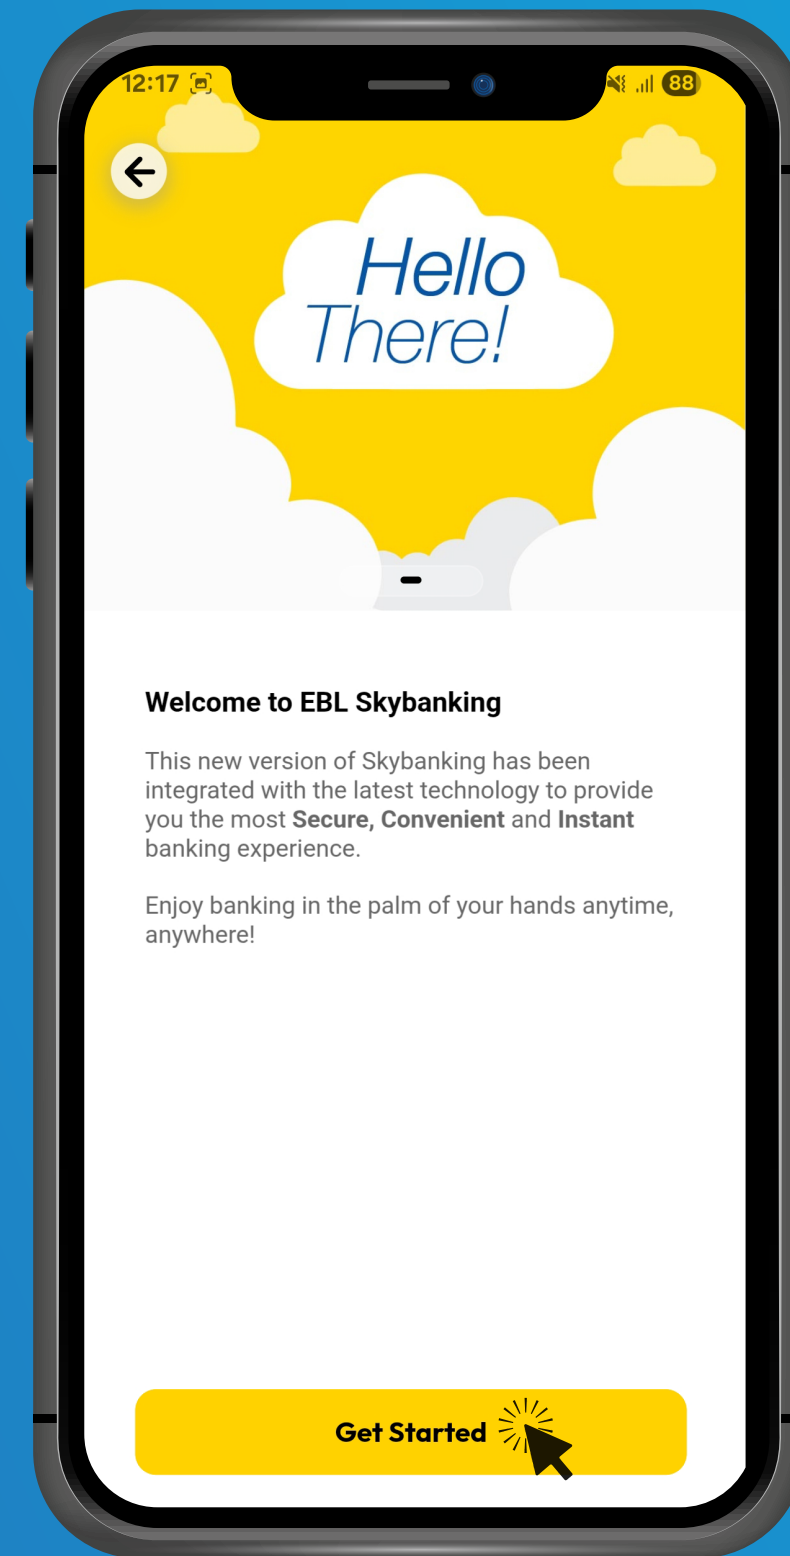 12:17
88
Hello
There!
Welcome to EBL Skybanking
This new version of Skybanking has been
integrated with the latest technology to provide
you the most Secure, Convenient and Instant
banking experience.
Enjoy banking in the palm of your hands anytime,
anywhere!
Get Started